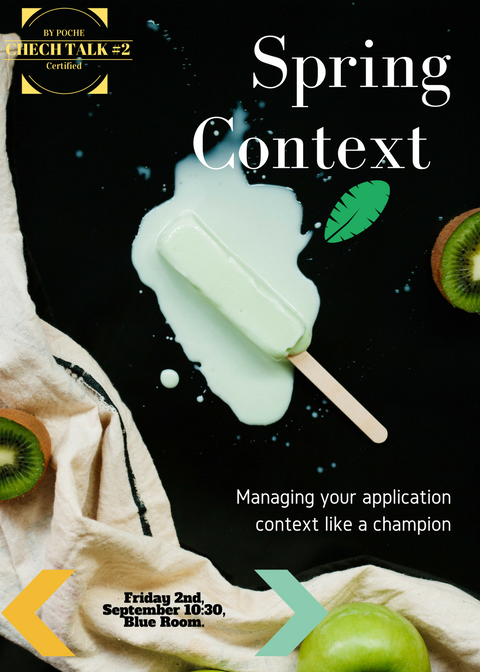 BY POCHE
CHECH TALK #2
Certified
Spring
Context
Managing your application
context like a champion
Friday 2nd,
September 10:30,
Blue Room.